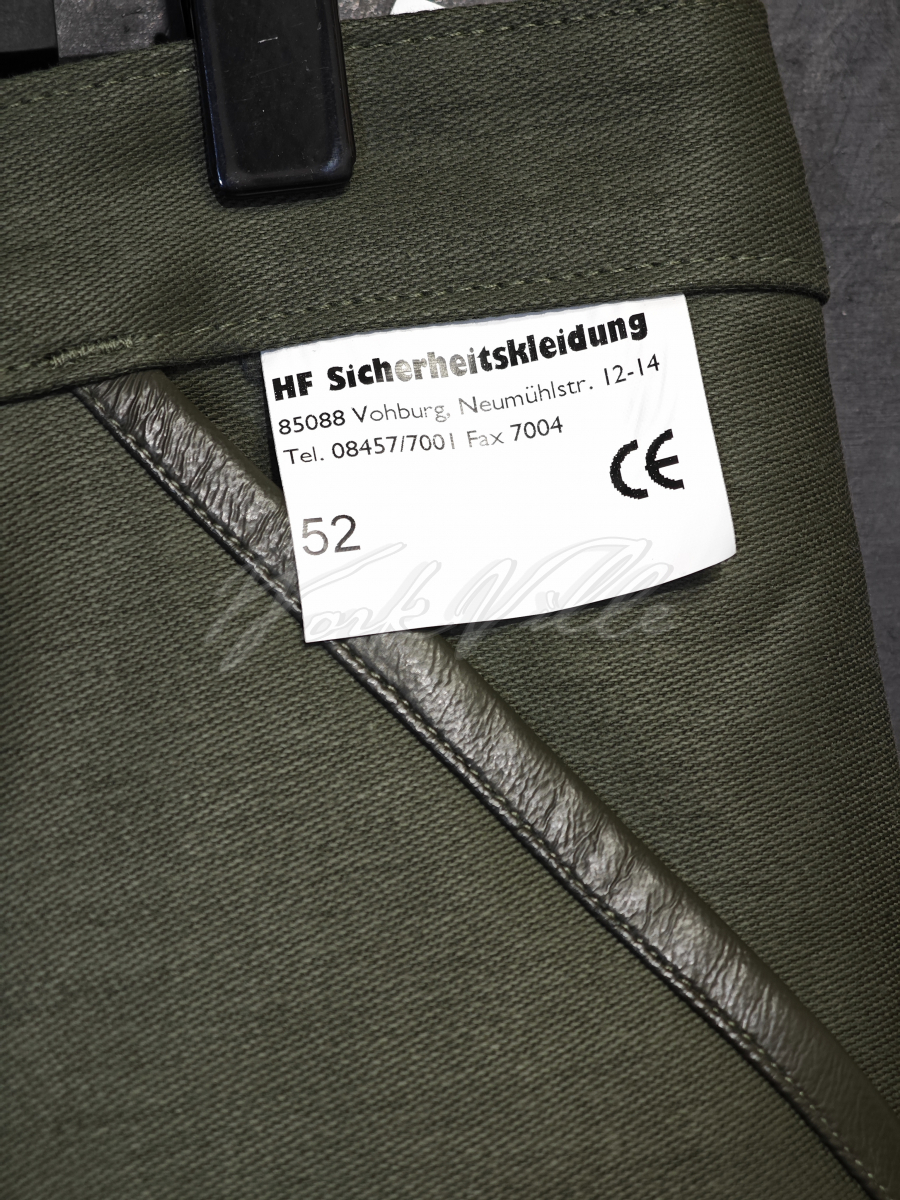 HF Sicherheitskleidung
85088 Vohburg, Neumühlstr. 12-14
Tel. 08457/7001 Fax 7004
CE
52